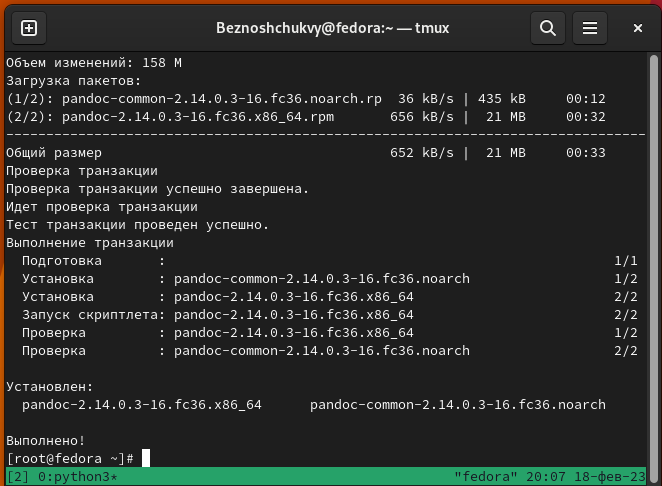 Beznoshchukvy@fedora:~ — tmux
Объем изменений: 158 M
Загрузка пакетов:
(1/2): pandoc-common-2.14.0.3-16.fc36.noarch.rp  36 kB/s | 435 kB     00:12
(2/2): pandoc-2.14.0.3-16.fc36.x86_64.rpm       656 kB/s |  21 MB     00:32
--------------------------------------------------------------------------------
Общий размер                                    652 kB/s |  21 MB     00:33
Проверка транзакции
Проверка транзакции успешно завершена.
Идет проверка транзакции
Тест транзакции проведен успешно.
Выполнение транзакции
  Подготовка       :                                                        1/1
  Установка        : pandoc-common-2.14.0.3-16.fc36.noarch                  1/2
  Установка        : pandoc-2.14.0.3-16.fc36.x86_64                         2/2
  Запуск скриптлета: pandoc-2.14.0.3-16.fc36.x86_64                         2/2
  Проверка         : pandoc-2.14.0.3-16.fc36.x86_64                         1/2
  Проверка         : pandoc-common-2.14.0.3-16.fc36.noarch                  2/2
Установлен:
  pandoc-2.14.0.3-16.fc36.x86_64      pandoc-common-2.14.0.3-16.fc36.noarch
Выполнено!
[root@fedora ~]#
[2] 0:python3*                                          "fedora" 20:07 18-фев-23